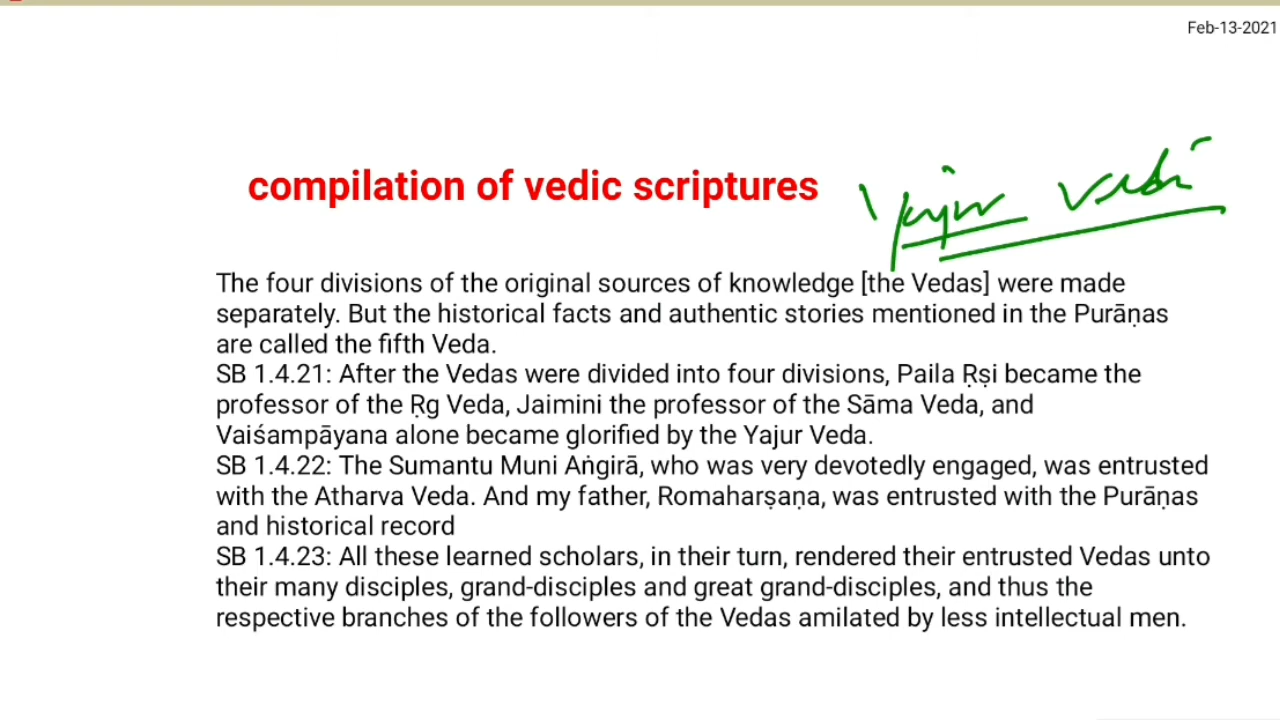 Feb-13-2021
compilation of vedic scriptures
yajur vedi
The four divisions of the original sources of knowledge [the Vedas] were made
separately. But the historical facts and authentic stories mentioned in the Purāṇas
are called the fifth Veda.
SB 1.4.21: After the Vedas were divided into four divisions, Paila Ṛṣi became the
professor of the Ṛg Veda, Jaimini the professor of the Sāma Veda, and
Vaiśampāyana alone became glorified by the Yajur Veda.
SB 1.4.22: The Sumantu Muni Aṅgirā, who was very devotedly engaged, was entrusted
with the Atharva Veda. And my father, Romaharṣaṇa, was entrusted with the Purāṇas
and historical record
SB 1.4.23: All these learned scholars, in their turn, rendered their entrusted Vedas unto
their many disciples, grand-disciples and great grand-disciples, and thus the
respective branches of the followers of the Vedas amilated by less intellectual men.